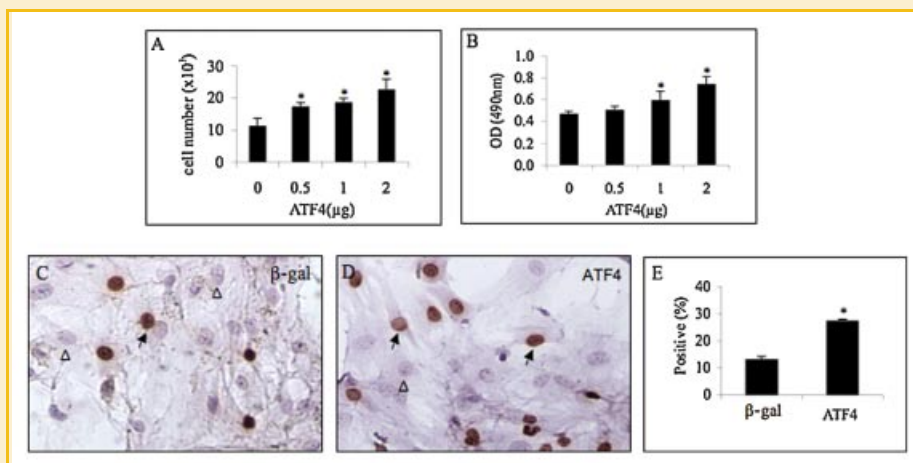 A
cell number (x10³)
30
20
10
0
0 0.5 1 2
ATF4(µg)
* * *
B
OD (490nm)
1.0
0.8
0.6
0.4
0.2
0.0
0 0.5 1 2
ATF4(µg)
* *
C β-gal
D ATF4
E
Positive (%)
40
30
20
10
0
β-gal ATF4
*